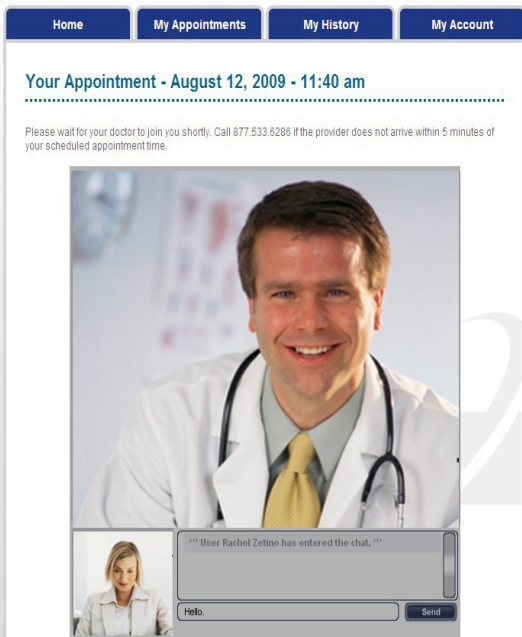 Home My Appointments My History My Account
Your Appointment - August 12, 2009 - 11:40 am
Please wait for your doctor to join you shortly. Call 877.533.6286 if the provider does not arrive within 5 minutes of
your scheduled appointment time.
''' User Rachel Zetino has entered the chat. '''
Hello. Send